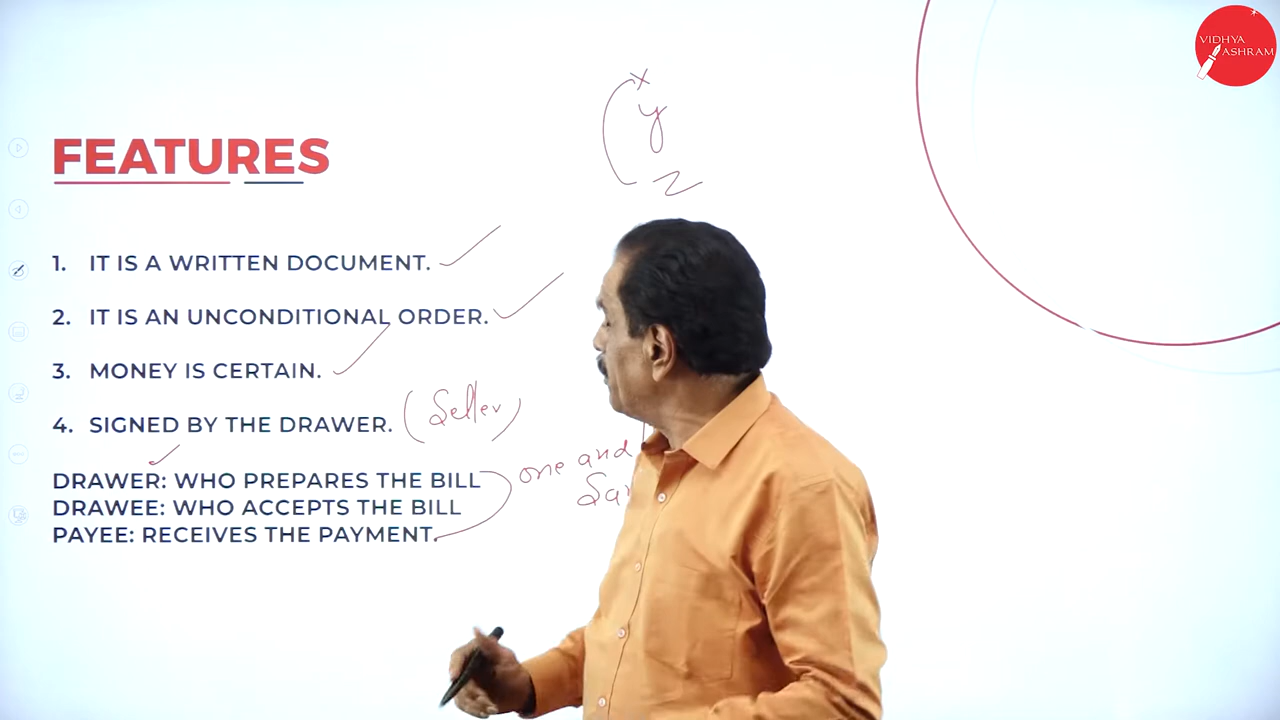 VIDHYA
ASHRAM
x
y
z
FEATURES
1. IT IS A WRITTEN DOCUMENT.
2. IT IS AN UNCONDITIONAL ORDER.
3. MONEY IS CERTAIN.
4. SIGNED BY THE DRAWER. (Seller)
DRAWER: WHO PREPARES THE BILL
DRAWEE: WHO ACCEPTS THE BILL
PAYEE: RECEIVES THE PAYMENT.
one and